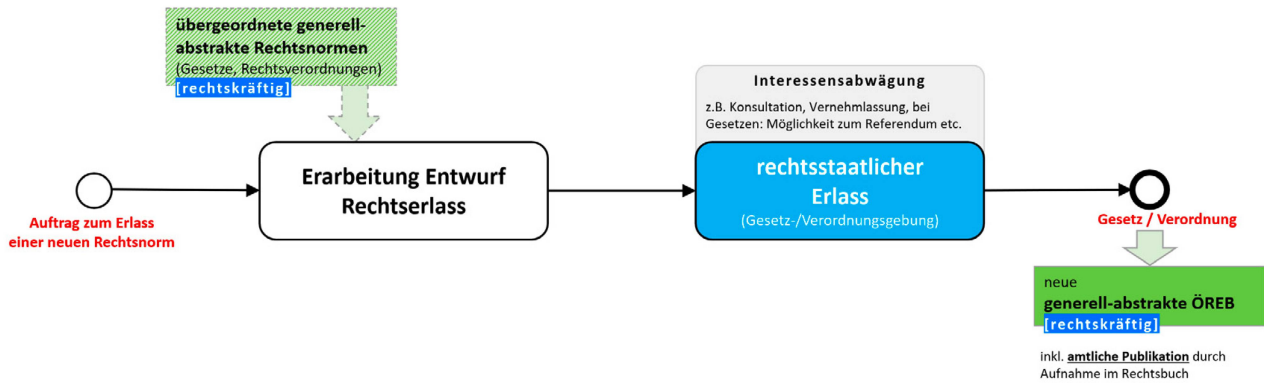 übergeordnete generell-
abstrakte Rechtsnormen
(Gesetze, Rechtsverordnungen)
[rechtskräftig]
Interessensabwägung
z.B. Konsultation, Vernehmlassung, bei
Gesetzen: Möglichkeit zum Referendum etc.
Auftrag zum Erlass
einer neuen Rechtsnorm
Erarbeitung Entwurf
Rechtserlass
rechtsstaatlicher
Erlass
(Gesetz-/Verordnungsgebung)
Gesetz / Verordnung
neue
generell-abstrakte ÖREB
[rechtskräftig]
inkl. amtliche Publikation durch
Aufnahme im Rechtsbuch